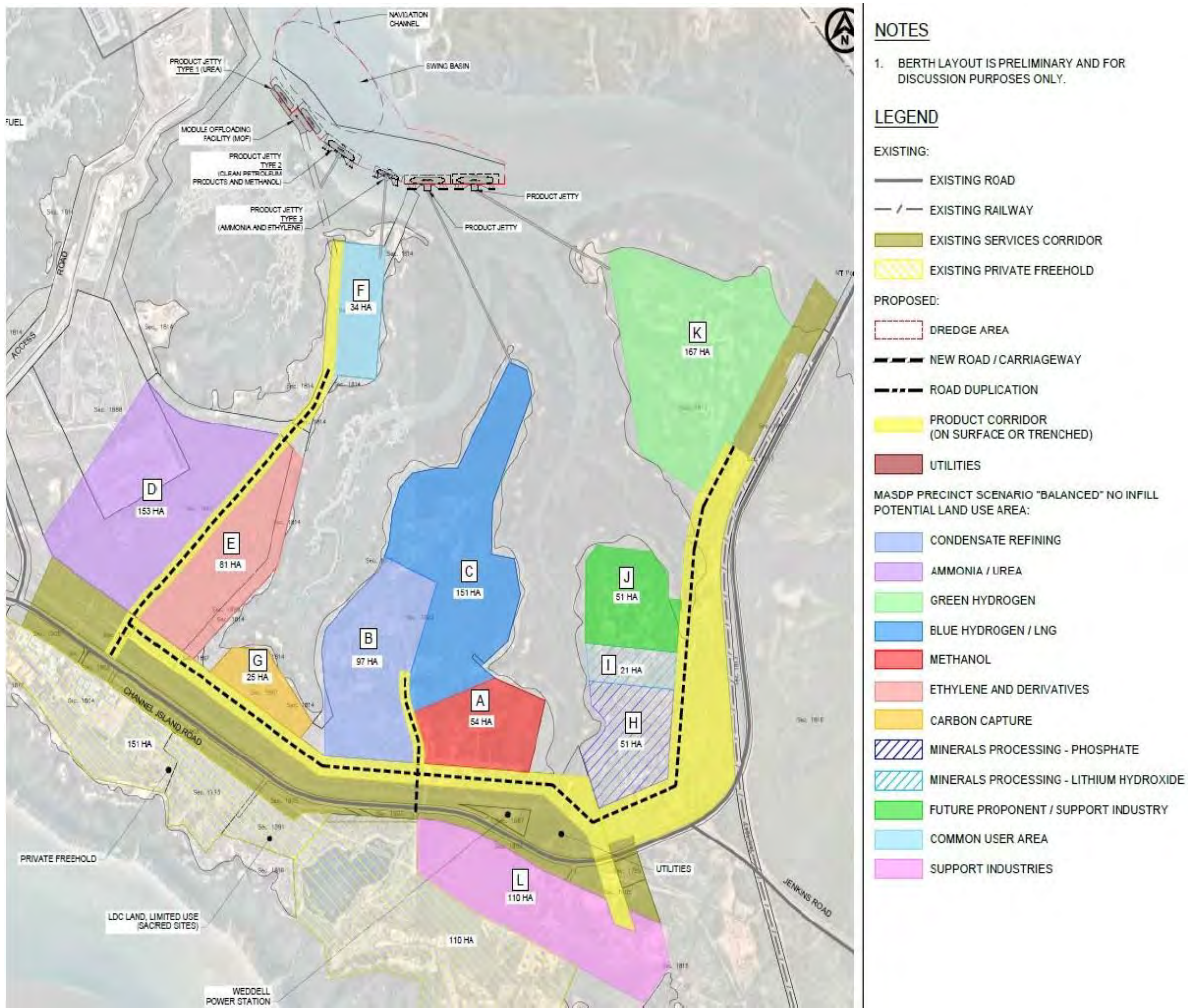 NAVIGATION
CHANNEL
SWING BASIN
PRODUCT JETTY
TYPE 1 (UREA)
MODULE OFFLOADING
FACILITY (MOF)
PRODUCT JETTY
TYPE 2
(CLEAN PETROLEUM
PRODUCTS AND METHANOL)
PRODUCT JETTY
TYPE 3
(AMMONIA AND ETHYLENE)
PRODUCT JETTY
PRODUCT JETTY
N
FUEL
ROAD
ACCESS
F
34 HA
K
167 HA
D
153 HA
E
81 HA
C
151 HA
J
51 HA
B
97 HA
I
21 HA
G
25 HA
A
54 HA
H
51 HA
CHANNEL ISLAND ROAD
151 HA
PRIVATE FREEHOLD
LDC LAND, LIMITED USE
(SACRED SITES)
L
110 HA
110 HA
UTILITIES
JENKINS ROAD
WEDDELL
POWER STATION
NOTES
1. BERTH LAYOUT IS PRELIMINARY AND FOR
DISCUSSION PURPOSES ONLY.
LEGEND
EXISTING:
EXISTING ROAD
EXISTING RAILWAY
EXISTING SERVICES CORRIDOR
EXISTING PRIVATE FREEHOLD
PROPOSED:
DREDGE AREA
NEW ROAD / CARRIAGEWAY
ROAD DUPLICATION
PRODUCT CORRIDOR
(ON SURFACE OR TRENCHED)
UTILITIES
MASDP PRECINCT SCENARIO "BALANCED" NO INFILL
POTENTIAL LAND USE AREA:
CONDENSATE REFINING
AMMONIA / UREA
GREEN HYDROGEN
BLUE HYDROGEN / LNG
METHANOL
ETHYLENE AND DERIVATIVES
CARBON CAPTURE
MINERALS PROCESSING - PHOSPHATE
MINERALS PROCESSING - LITHIUM HYDROXIDE
FUTURE PROPONENT / SUPPORT INDUSTRY
COMMON USER AREA
SUPPORT INDUSTRIES